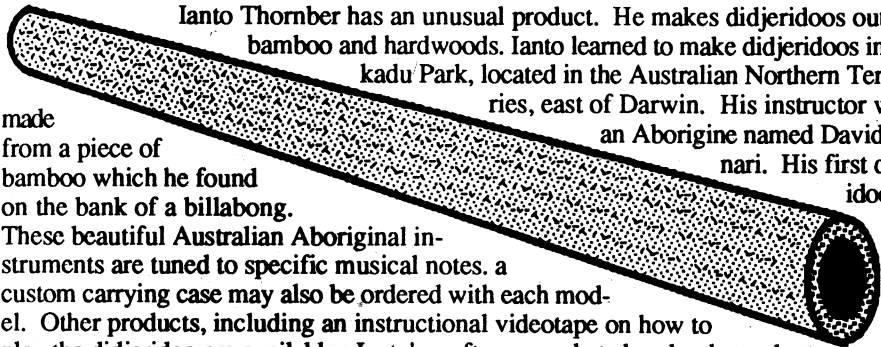 Ianto Thornber has an unusual product. He makes didjeridoos ou
bamboo and hardwoods. Ianto learned to make didjeridoos in
kadu Park, located in the Australian Northern Ter
ries, east of Darwin. His instructor
an Aborigine named David
nari. His first
made
from a piece of
bamboo which he found
on the bank of a billabong.
These beautiful Australian Aboriginal in-
struments are tuned to specific musical notes. a
custom carrying case may also be ordered with each mod-
el. Other products, including an instructional videotape on how to